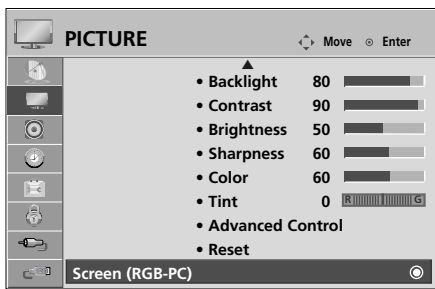 PICTURE Move Enter
• Backlight 80
• Contrast 90
• Brightness 50
• Sharpness 60
• Color 60
• Tint 0 R G
• Advanced Control
• Reset
Screen (RGB-PC)